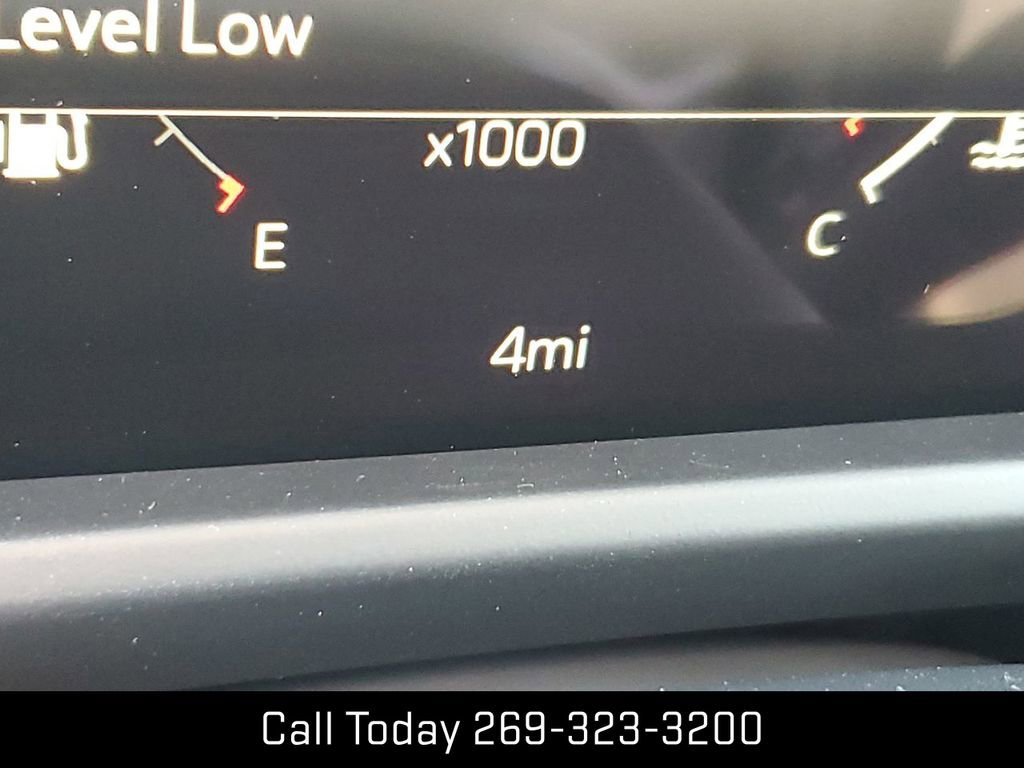 Level Low
x1000
E
C
4mi
Call Today 269-323-3200